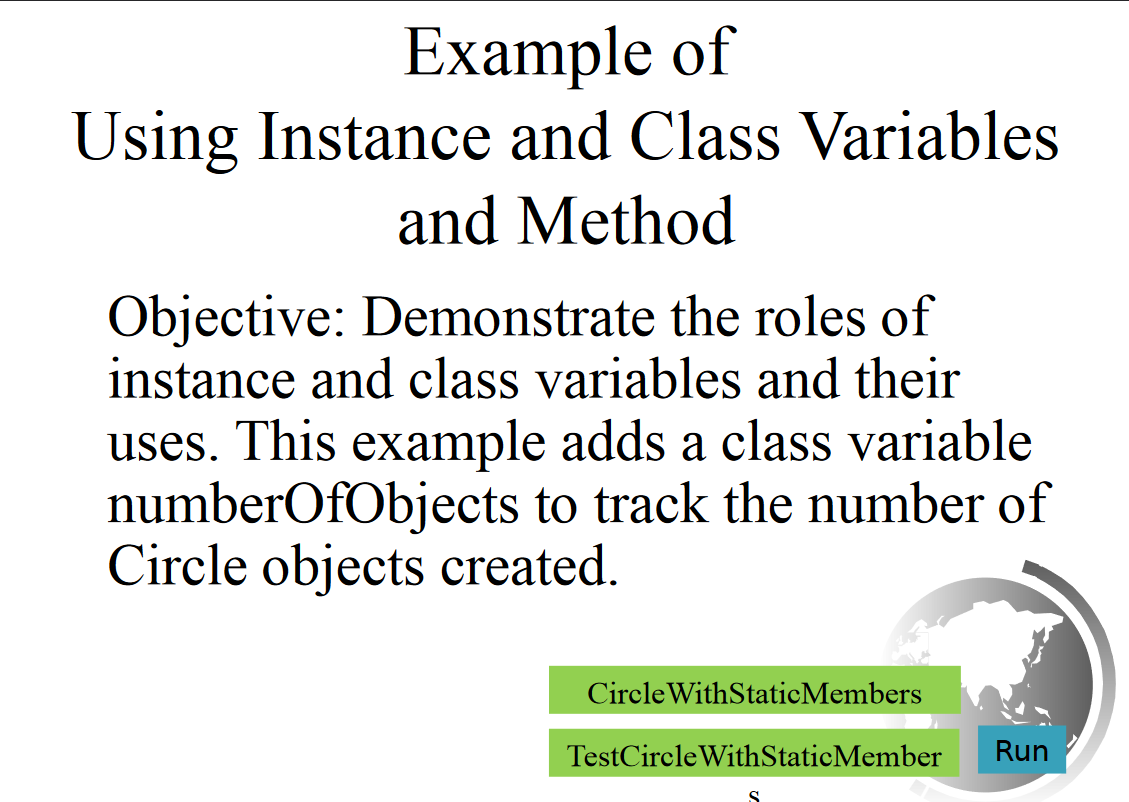 Example of
Using Instance and Class Variables
and Method
Objective: Demonstrate the roles of
instance and class variables and their
uses. This example adds a class variable
numberOfObjects to track the number of
Circle objects created.
CircleWithStaticMembers
TestCircleWithStaticMember
s
Run